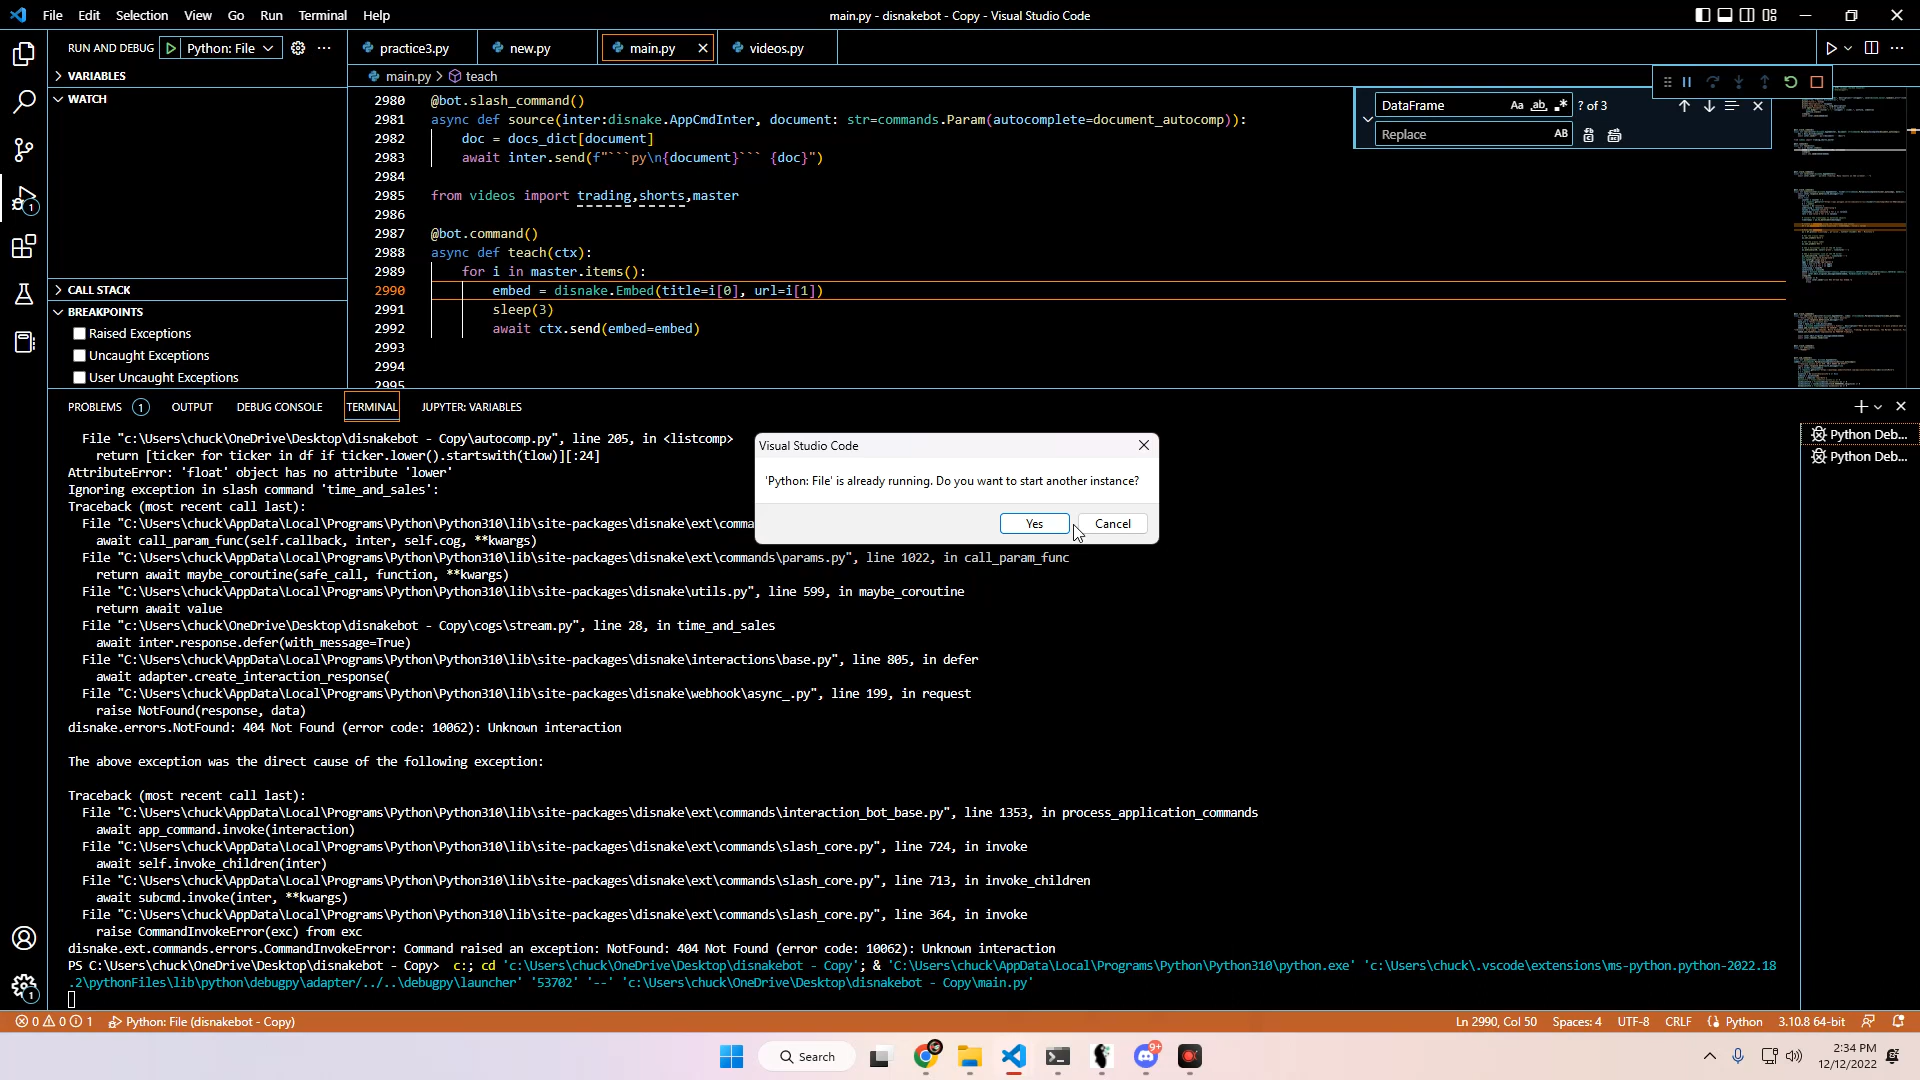 File Edit Selection View Go Run Terminal Help
main.py - disnakebot - Copy - Visual Studio Code
RUN AND DEBUG Python: File
VARIABLES
WATCH
CALL STACK
BREAKPOINTS
Raised Exceptions
Uncaught Exceptions
User Uncaught Exceptions
1
1
practice3.py new.py main.py videos.py
main.py > teach
DataFrame Aa ab ? of 3
Replace AB
2980 @bot.slash_command()
2981 async def source(inter:disnake.AppCmdInter, document: str=commands.Param(autocomplete=document_autocomp)):
2982 doc = docs_dict[document]
2983 await inter.send(f"```py\n{document}``` {doc}")
2984
2985 from videos import trading,shorts,master
2986
2987 @bot.command()
2988 async def teach(ctx):
2989 for i in master.items():
2990 embed = disnake.Embed(title=i[0], url=i[1])
2991 sleep(3)
2992 await ctx.send(embed=embed)
2993
2994
2995
PROBLEMS 1 OUTPUT DEBUG CONSOLE TERMINAL JUPYTER: VARIABLES
Python Deb...
Python Deb...
File "c:\Users\chuck\OneDrive\Desktop\disnakebot - Copy\autocomp.py", line 205, in <listcomp>
return [ticker for ticker in df if ticker.lower().startswith(tlow)][:24]
AttributeError: 'float' object has no attribute 'lower'
Ignoring exception in slash command 'time_and_sales':
Traceback (most recent call last):
File "C:\Users\chuck\AppData\Local\Programs\Python\Python310\lib\site-packages\disnake\ext\comma
await call_param_func(self.callback, inter, self.cog, **kwargs)
File "C:\Users\chuck\AppData\Local\Programs\Python\Python310\lib\site-packages\disnake\ext\commands\params.py", line 1022, in call_param_func
return await maybe_coroutine(safe_call, function, **kwargs)
File "C:\Users\chuck\AppData\Local\Programs\Python\Python310\lib\site-packages\disnake\utils.py", line 599, in maybe_coroutine
return await value
File "c:\Users\chuck\OneDrive\Desktop\disnakebot - Copy\cogs\stream.py", line 28, in time_and_sales
await inter.response.defer(with_message=True)
File "C:\Users\chuck\AppData\Local\Programs\Python\Python310\lib\site-packages\disnake\interactions\base.py", line 805, in defer
await adapter.create_interaction_response(
File "C:\Users\chuck\AppData\Local\Programs\Python\Python310\lib\site-packages\disnake\webhook\async_.py", line 199, in request
raise NotFound(response, data)
disnake.errors.NotFound: 404 Not Found (error code: 10062): Unknown interaction
The above exception was the direct cause of the following exception:
Traceback (most recent call last):
File "C:\Users\chuck\AppData\Local\Programs\Python\Python310\lib\site-packages\disnake\ext\commands\interaction_bot_base.py", line 1353, in process_application_commands
await app_command.invoke(interaction)
File "C:\Users\chuck\AppData\Local\Programs\Python\Python310\lib\site-packages\disnake\ext\commands\slash_core.py", line 724, in invoke
await self.invoke_children(inter)
File "C:\Users\chuck\AppData\Local\Programs\Python\Python310\lib\site-packages\disnake\ext\commands\slash_core.py", line 713, in invoke_children
await subcmd.invoke(inter, **kwargs)
File "C:\Users\chuck\AppData\Local\Programs\Python\Python310\lib\site-packages\disnake\ext\commands\slash_core.py", line 364, in invoke
raise CommandInvokeError(exc) from exc
disnake.ext.commands.errors.CommandInvokeError: Command raised an exception: NotFound: 404 Not Found (error code: 10062): Unknown interaction
PS C:\Users\chuck\OneDrive\Desktop\disnakebot - Copy> c:; cd 'c:\Users\chuck\OneDrive\Desktop\disnakebot - Copy'; & 'C:\Users\chuck\AppData\Local\Programs\Python\Python310\python.exe' 'c:\Users\chuck\.vscode\extensions\ms-python.python-2022.18
.2\pythonFiles\lib\python\debugpy\adapter/../..\debugpy\launcher' '53702' '--' 'c:\Users\chuck\OneDrive\Desktop\disnakebot - Copy\main.py'
Visual Studio Code
'Python: File' is already running. Do you want to start another instance?
Yes Cancel
0 0 1 Python: File (disnakebot - Copy)
Ln 2990, Col 50 Spaces: 4 UTF-8 CRLF Python 3.10.8 64-bit
Search
9+
2:34 PM
12/12/2022